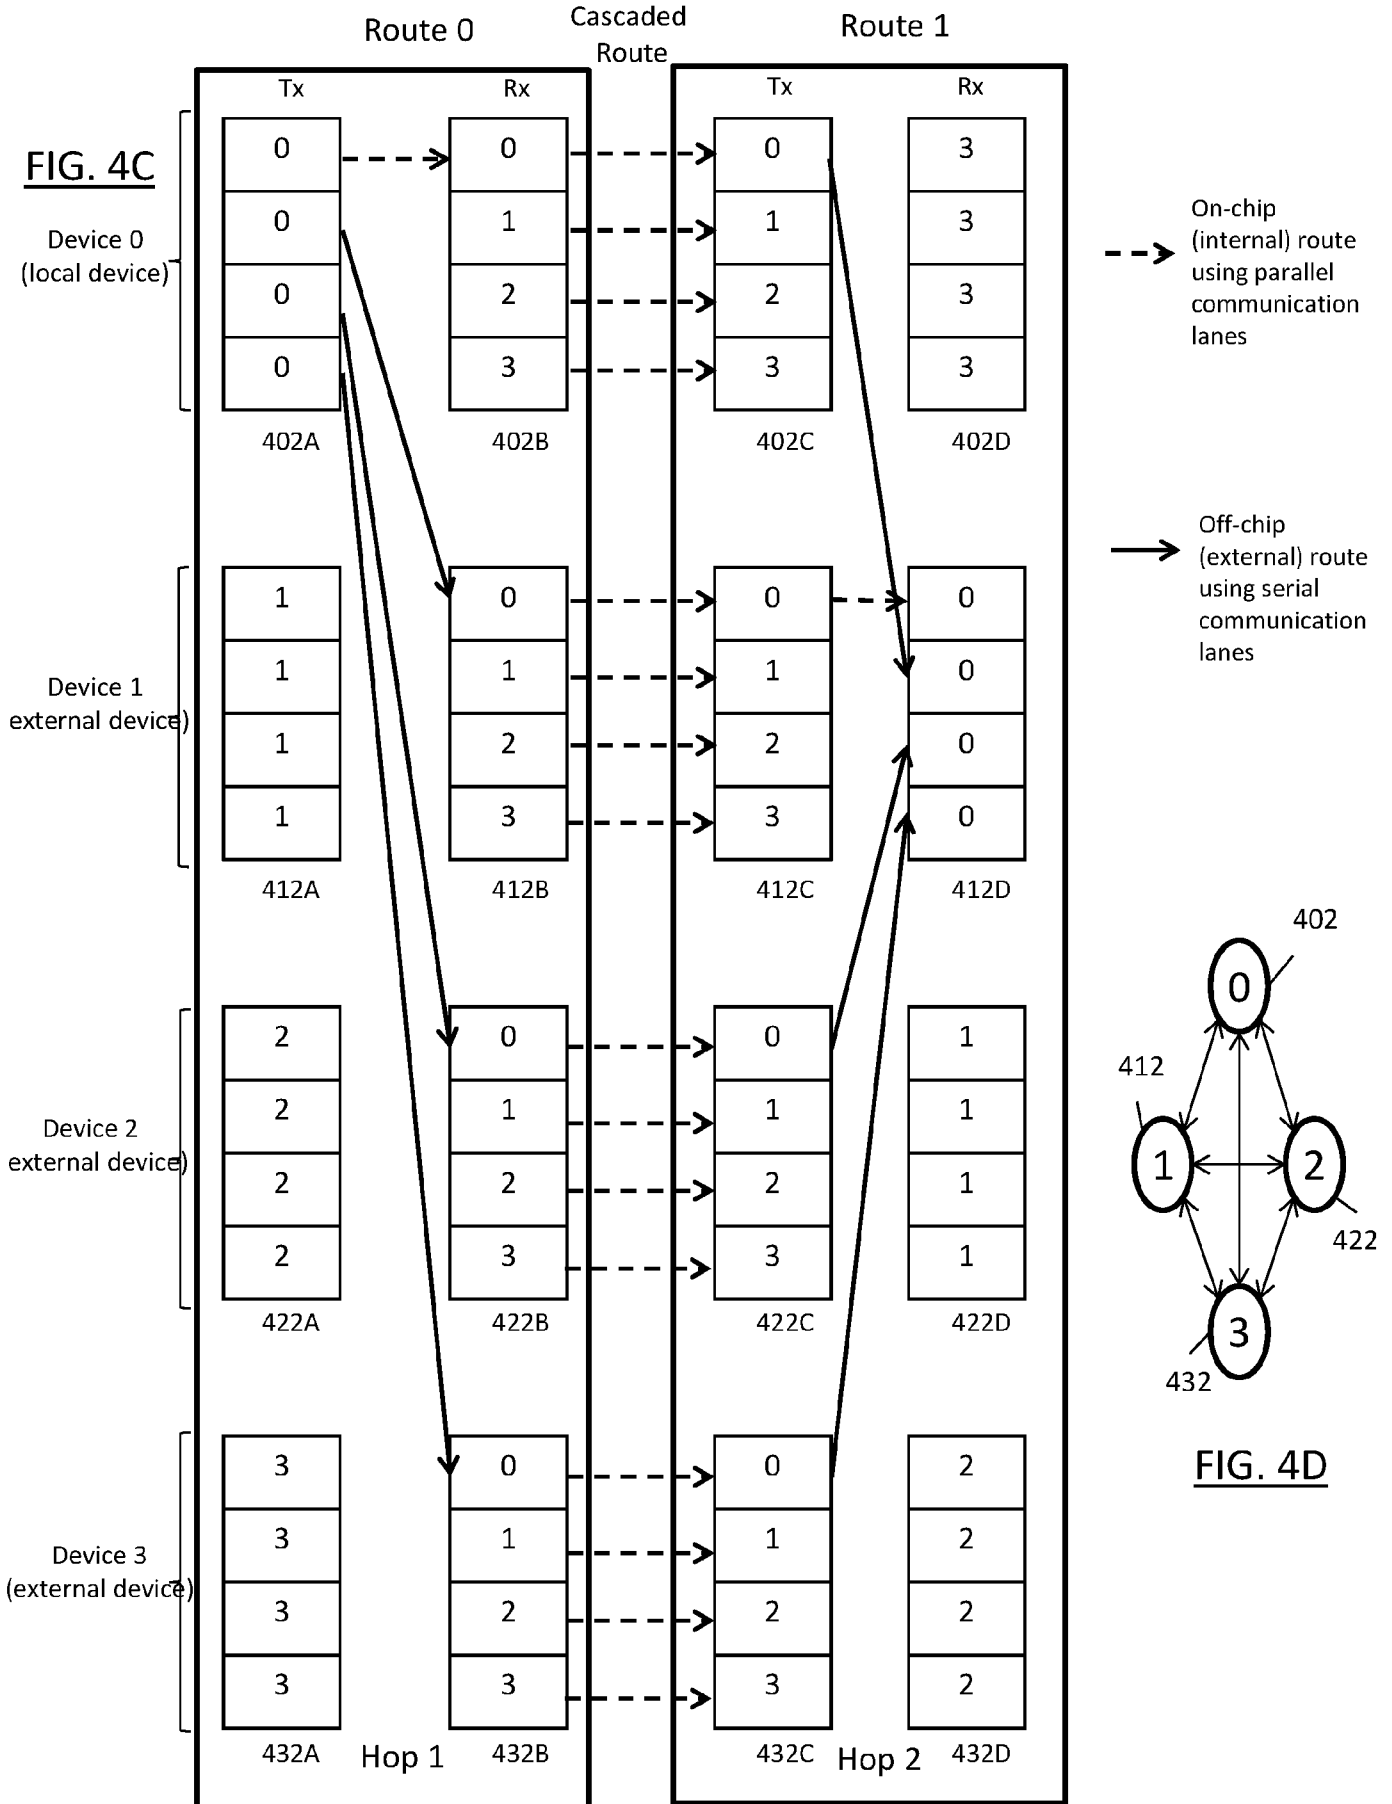 Route 0
Cascaded
Route
Route 1
Tx
Rx
Tx
Rx
FIG. 4C
Device 0
(local device)
0
0
0
0
402A
0
1
2
3
402B
0
1
2
3
402C
3
3
3
3
402D
On-chip
(internal) route
using parallel
communication
lanes
Off-chip
(external) route
using serial
communication
lanes
Device 1
external device)
1
1
1
1
412A
0
1
2
3
412B
0
1
2
3
412C
0
0
0
0
412D
Device 2
external device)
2
2
2
2
422A
0
1
2
3
422B
0
1
2
3
422C
1
1
1
1
422D
Device 3
(external device)
3
3
3
3
432A
0
1
2
3
432B
0
1
2
3
432C
2
2
2
2
432D
Hop 1
Hop 2
402
0
412
1
2
422
3
432
FIG. 4D